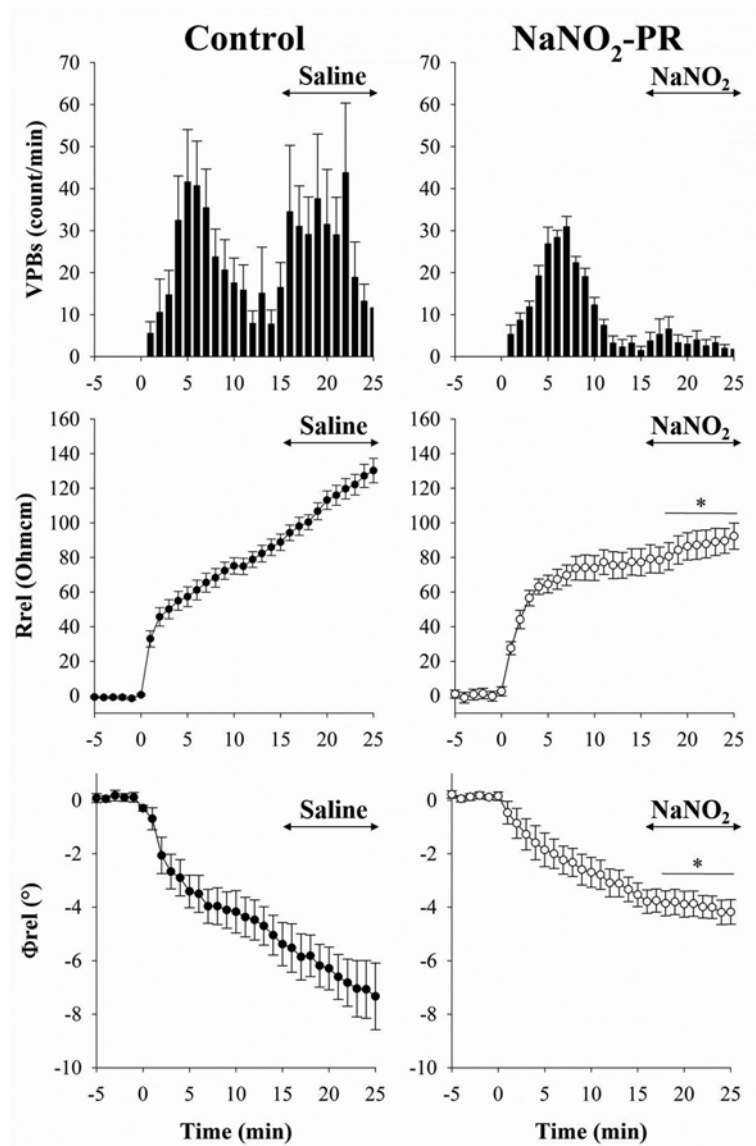 Control NaNO₂-PR
70 70
Saline NaNO₂
60 60
50 50
40 40
30 30
20 20
10 10
0 0
VPBs (count/min)
-5 0 5 10 15 20 25 -5 0 5 10 15 20 25
160 160
Saline NaNO₂
140 140
120 120
100 * 100
80 80
60 60
40 40
20 20
0 0
Rrel (Ohmcm)
-5 0 5 10 15 20 25 -5 0 5 10 15 20 25
Saline NaNO₂
0 0
-2 * -2
-4 -4
-6 -6
-8 -8
-10 -10
Φrel (°)
-5 0 5 10 15 20 25 -5 0 5 10 15 20 25
Time (min) Time (min)